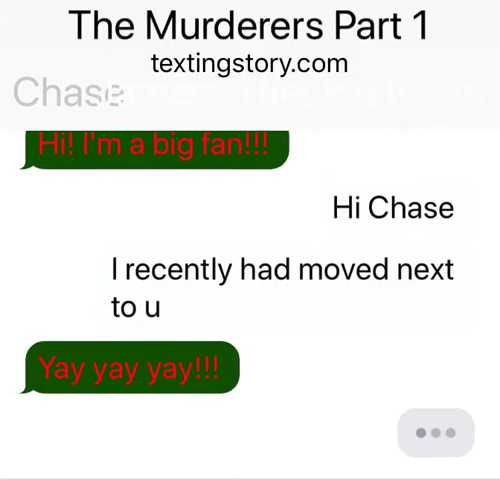 The Murderers Part 1
textingstory.com
Chase
Hi! I'm a big fan!!!
Hi Chase
I recently had moved next
to u
Yay yay yay!!!